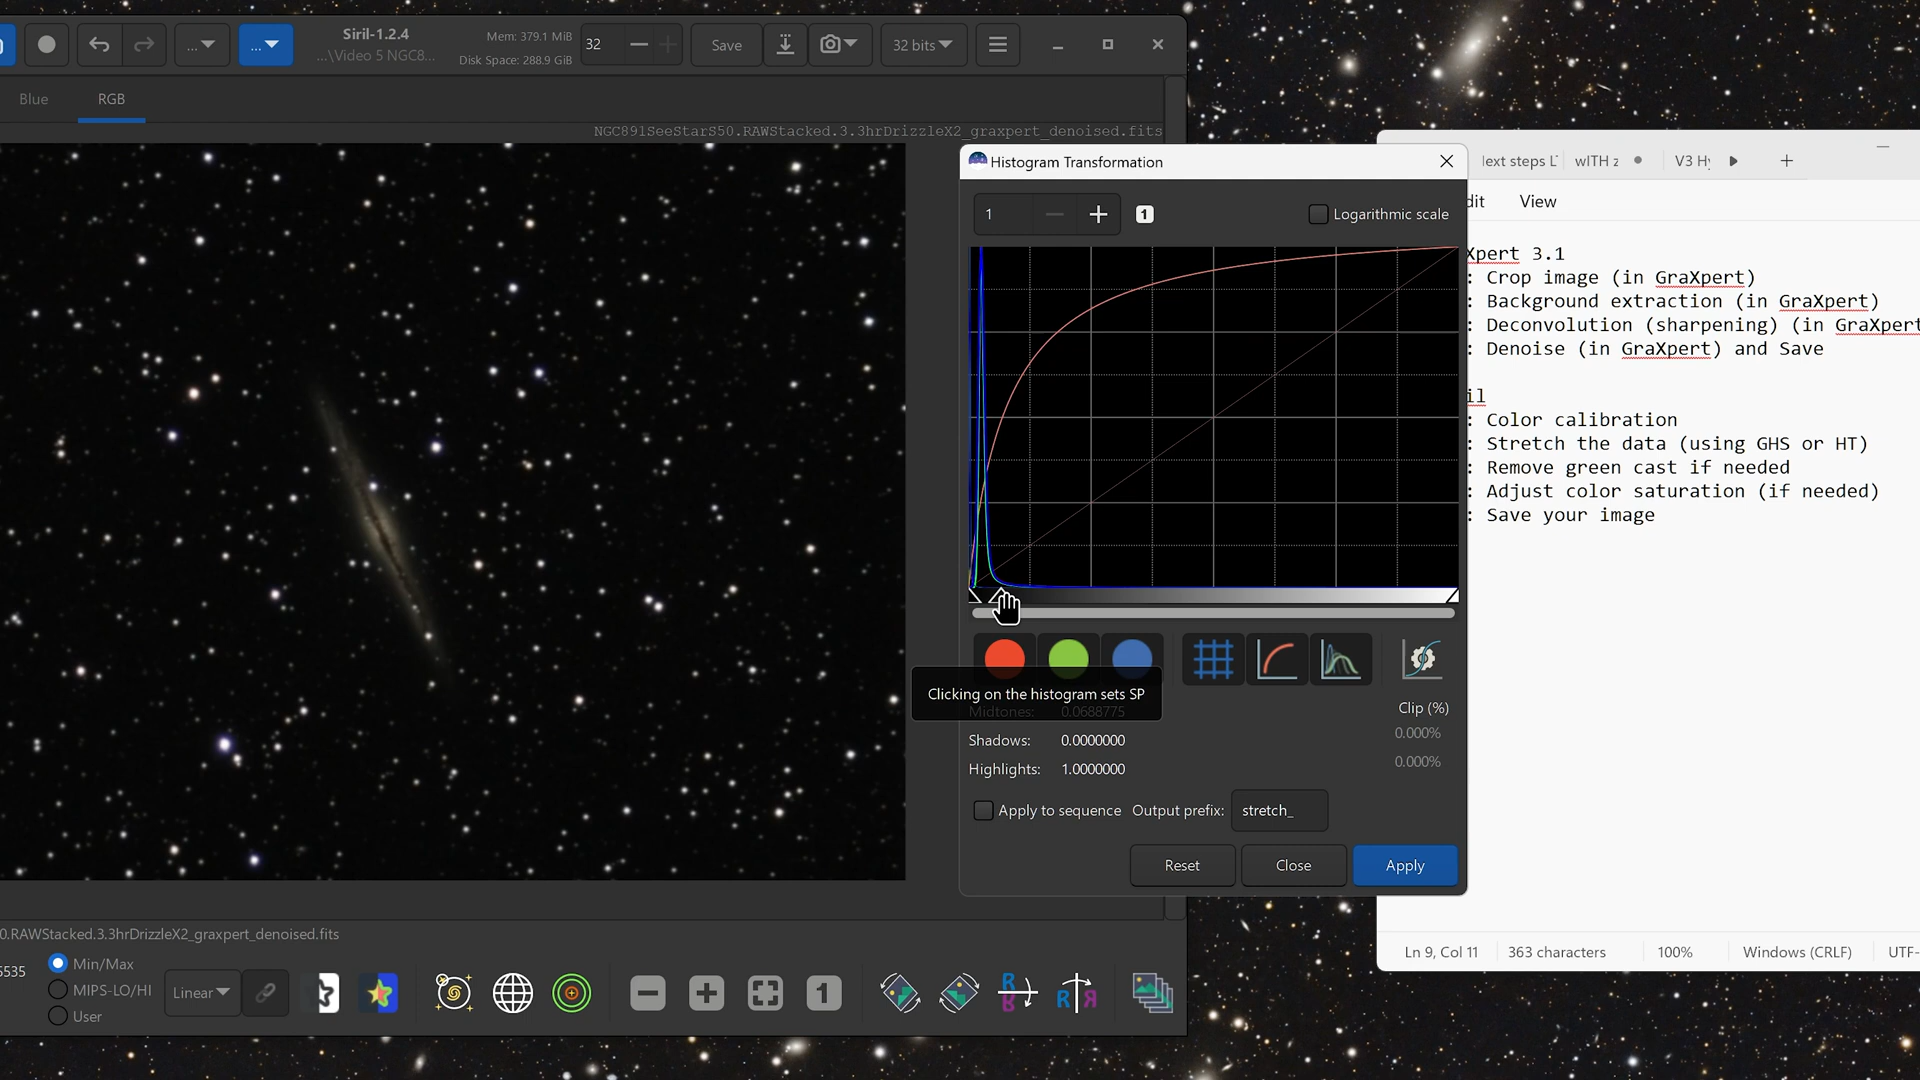 Siril-1.2.4
...\Video 5 NGC8...
Mem: 379.1 MiB
Disk Space: 288.9 GiB
32
Save
32 bits
Blue
RGB
NGC891SeeStarS50.RAWStacked.3.3hrDrizzleX2_graxpert_denoised.fits
Histogram Transformation
1
1
Logarithmic scale
Clicking on the histogram sets SP
Midtones: 0.0688775
Clip (%)
Shadows: 0.0000000
0.000%
Highlights: 1.0000000
0.000%
Apply to sequence
Output prefix:
stretch_
Reset
Close
Apply
0.RAWStacked.3.3hrDrizzleX2_graxpert_denoised.fits
5535
Min/Max
MIPS-LO/HI
User
Linear
1
R
R
R R
ext steps L
wITH z
V3 H
dit
View
Xpert 3.1
: Crop image (in GraXpert)
: Background extraction (in GraXpert)
: Deconvolution (sharpening) (in GraXpert
: Denoise (in GraXpert) and Save
il
: Color calibration
: Stretch the data (using GHS or HT)
: Remove green cast if needed
: Adjust color saturation (if needed)
: Save your image
Ln 9, Col 11
363 characters
100%
Windows (CRLF)
UTF-